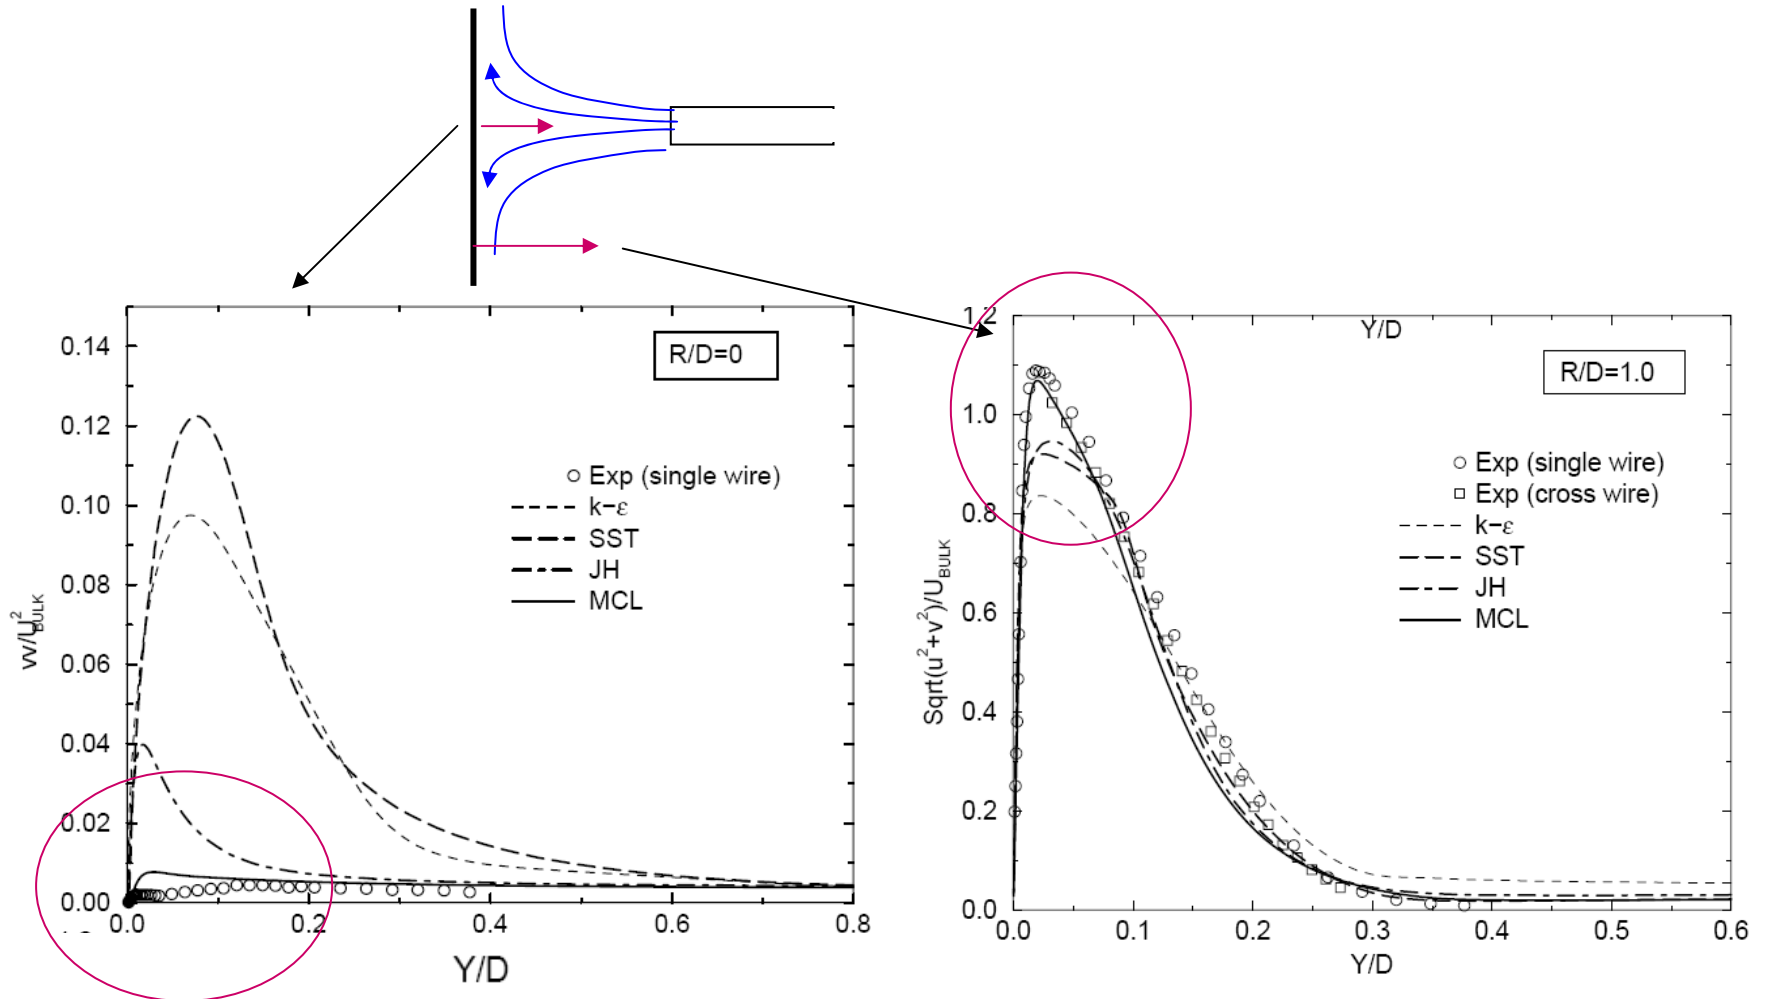 0.14
0.12
0.10
0.08
0.06
0.04
0.02
0.00
vv/U²BULK
R/D=0
Exp (single wire)
k−ε
SST
JH
MCL
0.0
0.2
0.4
0.6
0.8
Y/D
1.2
1.0
0.8
0.6
0.4
0.2
0.0
Sqrt(u²+v²)/UBULK
Y/D
R/D=1.0
Exp (single wire)
Exp (cross wire)
k−ε
SST
JH
MCL
0.0
0.1
0.2
0.3
0.4
0.5
0.6
Y/D